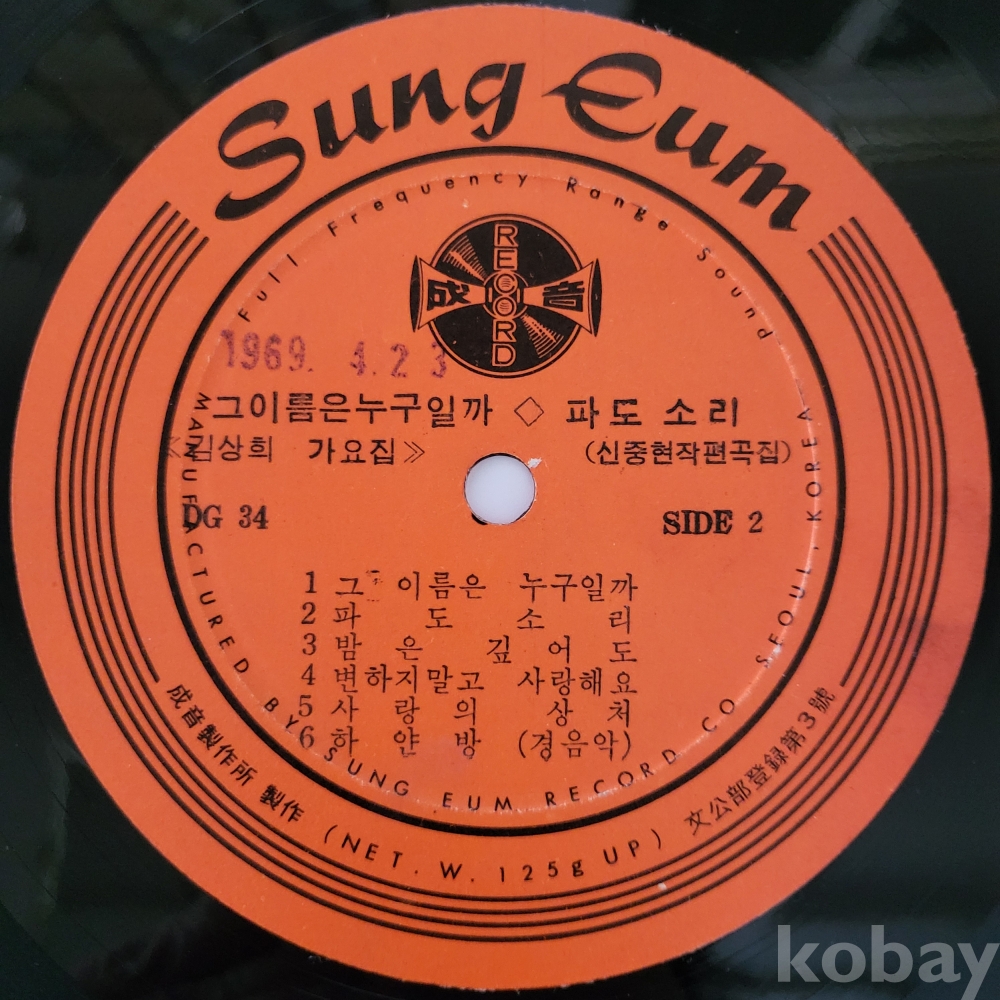 Sung Eum
Full Frequency Range Sound
RECORD
成 音
1969. 4.23
그이름은누구일까 ◇ 파도 소리
≪김상희 가요집≫ (신중현작편곡집)
DG 34 SIDE 2
1 그 이름은 누구일까
2 파 도 소 리
3 밤 은 깊 어 도
4 변하지말고 사랑해요
5 사 랑 의 상 처
6 하 얀 방 (경음악)
MANUFACTURED BY SUNG EUM RECORD CO SEOUL, KOREA
成音製作所 製作 (NET. W. 125g UP) 文公部登録第3號
kobay